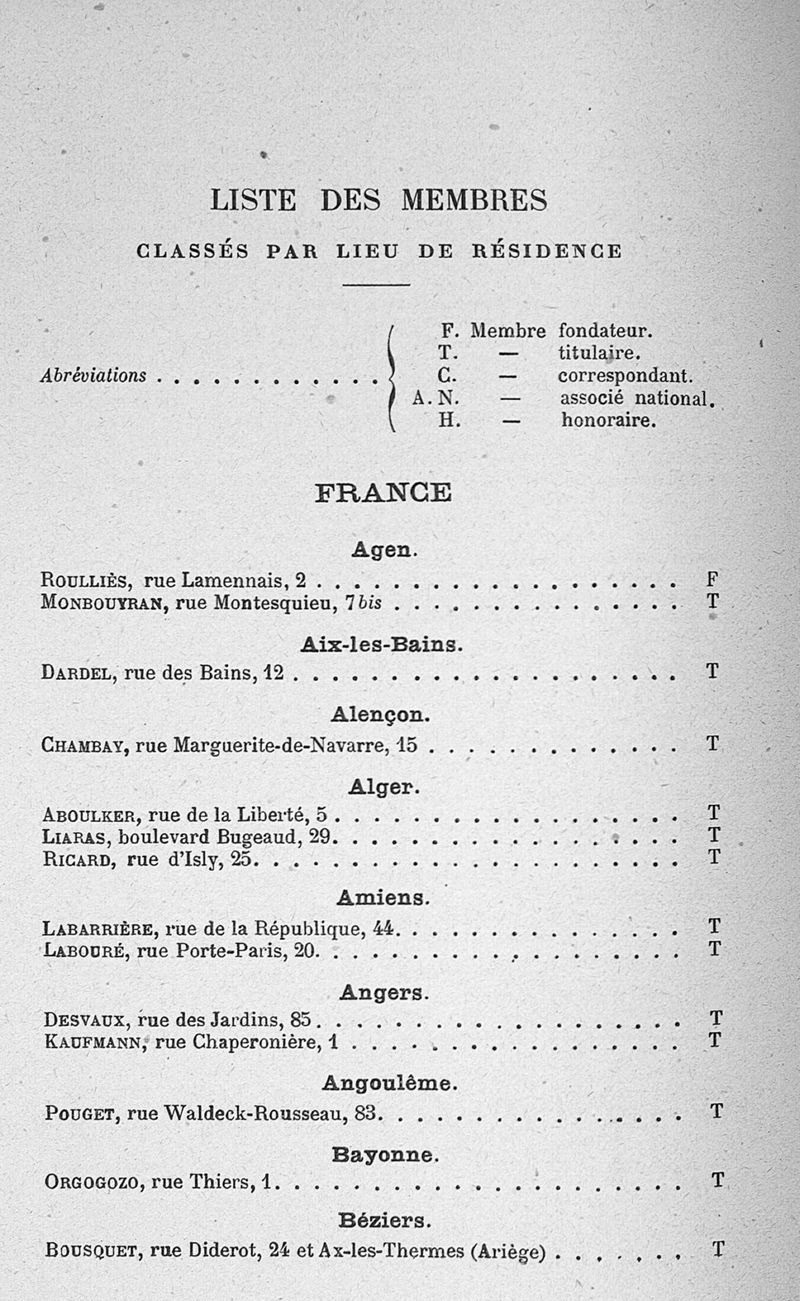 LISTE DES MEMBRES
CLASSÉS PAR LIEU DE RÉSIDENCE
F. Membre fondateur.
T. — titulaire.
Abréviations . . . . . . . . . . . . C. — correspondant.
A. N. — associé national.
H. — honoraire.
FRANCE
Agen.
ROULLIÈS, rue Lamennais, 2 . . . . . . . . . . . . . . . . . . . F
MONBOUYRAN, rue Montesquieu, 7 bis . . . . . . . . . . . . . . . T
Aix-les-Bains.
DARDEL, rue des Bains, 12 . . . . . . . . . . . . . . . . . . . . T
Alençon.
CHAMBAY, rue Marguerite-de-Navarre, 15 . . . . . . . . . . . . . T
Alger.
ABOULKER, rue de la Liberté, 5 . . . . . . . . . . . . . . . . . . T
LIARAS, boulevard Bugeaud, 29. . . . . . . . . . . . . . . . . . . T
RICARD, rue d'Isly, 25. . . . . . . . . . . . . . . . . . . . . . . T
Amiens.
LABARRIÈRE, rue de la République, 44. . . . . . . . . . . . . . . T
LABOURÉ, rue Porte-Paris, 20. . . . . . . . . . . . . . . . . . . T
Angers.
DESVAUX, rue des Jardins, 85. . . . . . . . . . . . . . . . . . . T
KAUFMANN, rue Chaperonière, 1 . . . . . . . . . . . . . . . . . . T
Angoulême.
POUGET, rue Waldeck-Rousseau, 83. . . . . . . . . . . . . . . . T
Bayonne.
ORGOGOZO, rue Thiers, 1. . . . . . . . . . . . . . . . . . . . . . T
Béziers.
BOUSQUET, rue Diderot, 24 et Ax-les-Thermes (Ariège) . . . . . . . T